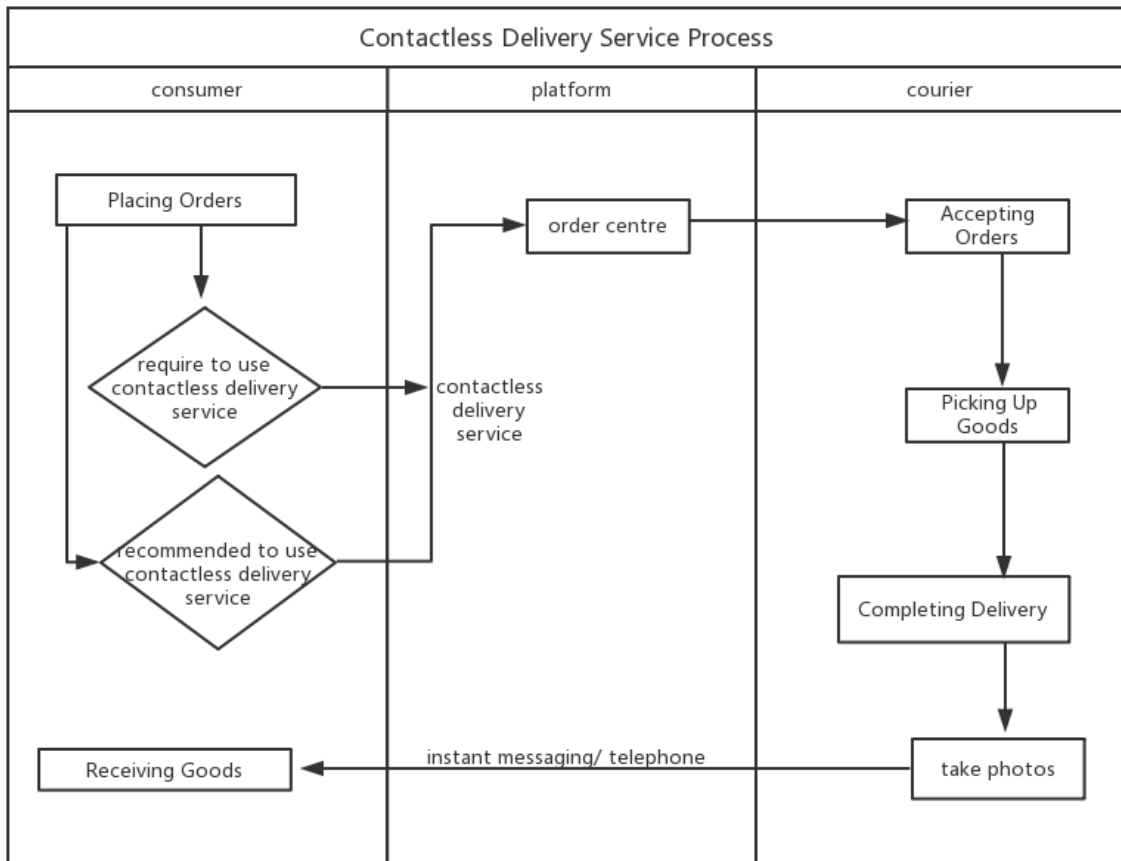 Contactless Delivery Service Process
consumer
platform
courier
Placing Orders
order centre
Accepting
Orders
require to use
contactless delivery
service
contactless
delivery
service
Picking Up
Goods
recommended to use
contactless delivery
service
Completing Delivery
Receiving Goods
instant messaging/ telephone
take photos